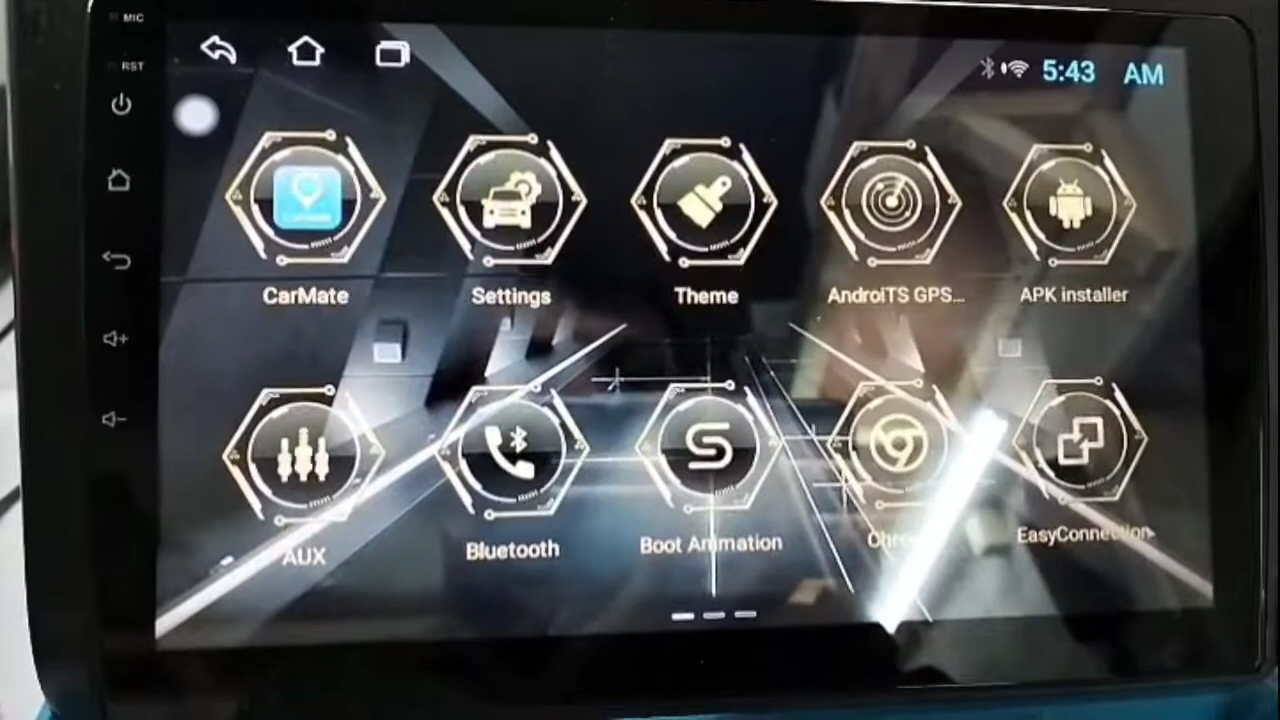 MIC
RST
5:43 AM
CarMate
Settings
Theme
AndroiTS GPS...
APK installer
AUX
Bluetooth
Boot Animation
EasyConnection